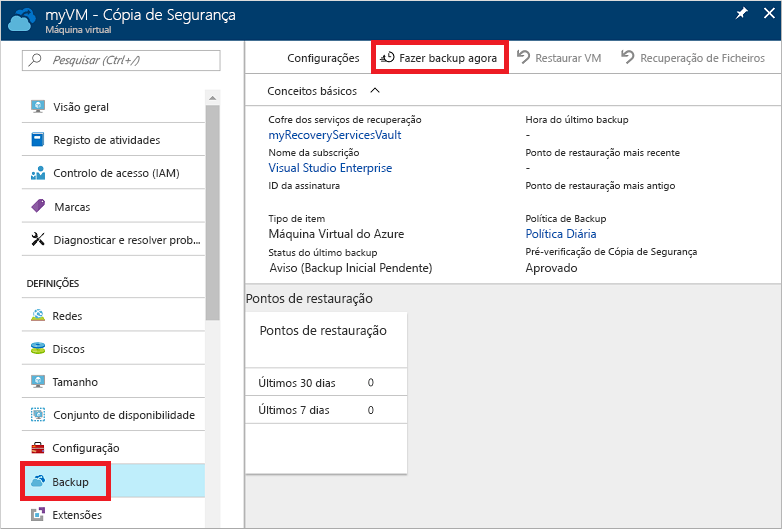 myVM - Cópia de Segurança
Máquina virtual
Pesquisar (Ctrl+/)
Visão geral
Registo de atividades
Controlo de acesso (IAM)
Marcas
Diagnosticar e resolver prob...
DEFINIÇÕES
Redes
Discos
Tamanho
Conjunto de disponibilidade
Configuração
Backup
Extensões
Configurações Fazer backup agora Restaurar VM Recuperação de Ficheiros
Conceitos básicos
Cofre dos serviços de recuperação
myRecoveryServicesVault
Nome da subscrição
Visual Studio Enterprise
ID da assinatura
Tipo de item
Máquina Virtual do Azure
Status do último backup
Aviso (Backup Inicial Pendente)
Hora do último backup
-
Ponto de restauração mais recente
-
Ponto de restauração mais antigo
Política de Backup
Política Diária
Pré-verificação de Cópia de Segurança
Aprovado
Pontos de restauração
Pontos de restauração
Últimos 30 dias 0
Últimos 7 dias 0